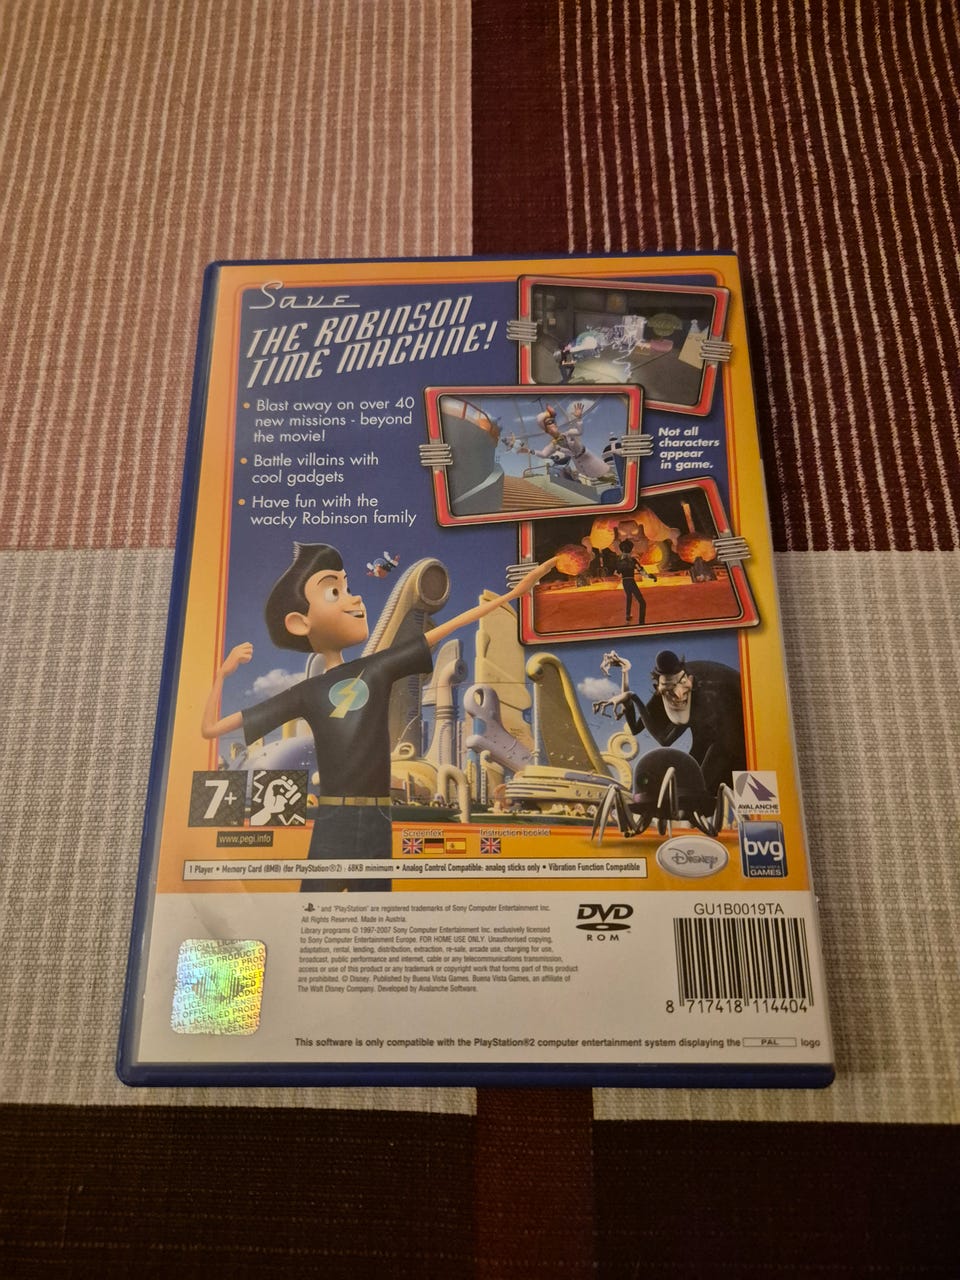 Save
THE ROBINSON
TIME MACHINE!
• Blast away on over 40
new missions - beyond
the movie!
• Battle villains with
cool gadgets
• Have fun with the
wacky Robinson family
Not all
characters
appear
in game.
7+
www.pegi.info
Screentext
Instruction booklet
AVALANCHE
SOFTWARE
Disney
bvg
BUENA VISTA
GAMES
1 Player • Memory Card (8MB) (for PlayStation®2) : 68KB minimum • Analog Control Compatible: analog sticks only • Vibration Function Compatible
" " and "PlayStation" are registered trademarks of Sony Computer Entertainment Inc.
All Rights Reserved. Made in Austria.
Library programs © 1997-2007 Sony Computer Entertainment Inc. exclusively licensed
to Sony Computer Entertainment Europe. FOR HOME USE ONLY. Unauthorised copying,
adaptation, rental, lending, distribution, extraction, re-sale, arcade use, charging for use,
broadcast, public performance and internet, cable or any telecommunications transmission,
access or use of this product or any trademark or copyright work that forms part of this product
are prohibited. © Disney. Published by Buena Vista Games. Buena Vista Games, an affiliate of
The Walt Disney Company. Developed by Avalanche Software.
DVD
ROM
GU1B0019TA
8 717418 114404
OFFICIAL LICENSED PRODUCT
This software is only compatible with the PlayStation®2 computer entertainment system displaying the PAL logo